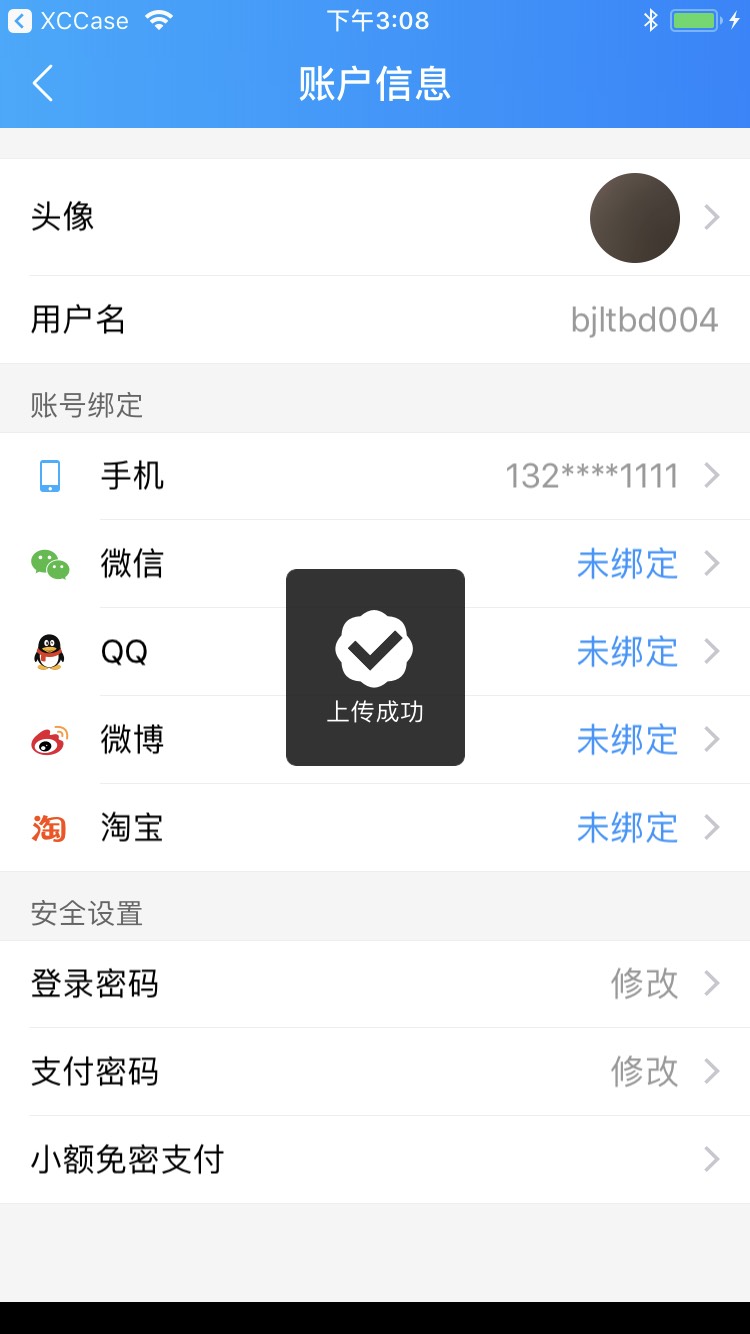 XCCase 下午3:08
账户信息
头像
用户名 bjltbd004
账号绑定
手机 132****1111
微信 未绑定
QQ 未绑定
微博 未绑定
淘 淘宝 未绑定
上传成功
安全设置
登录密码 修改
支付密码 修改
小额免密支付